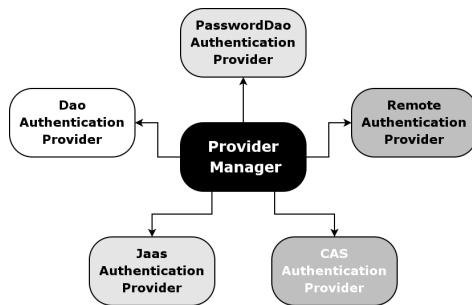 PasswordDao
Authentication
Provider
Dao
Authentication
Provider
Remote
Authentication
Provider
Provider
Manager
Jaas
Authentication
Provider
CAS
Authentication
Provider